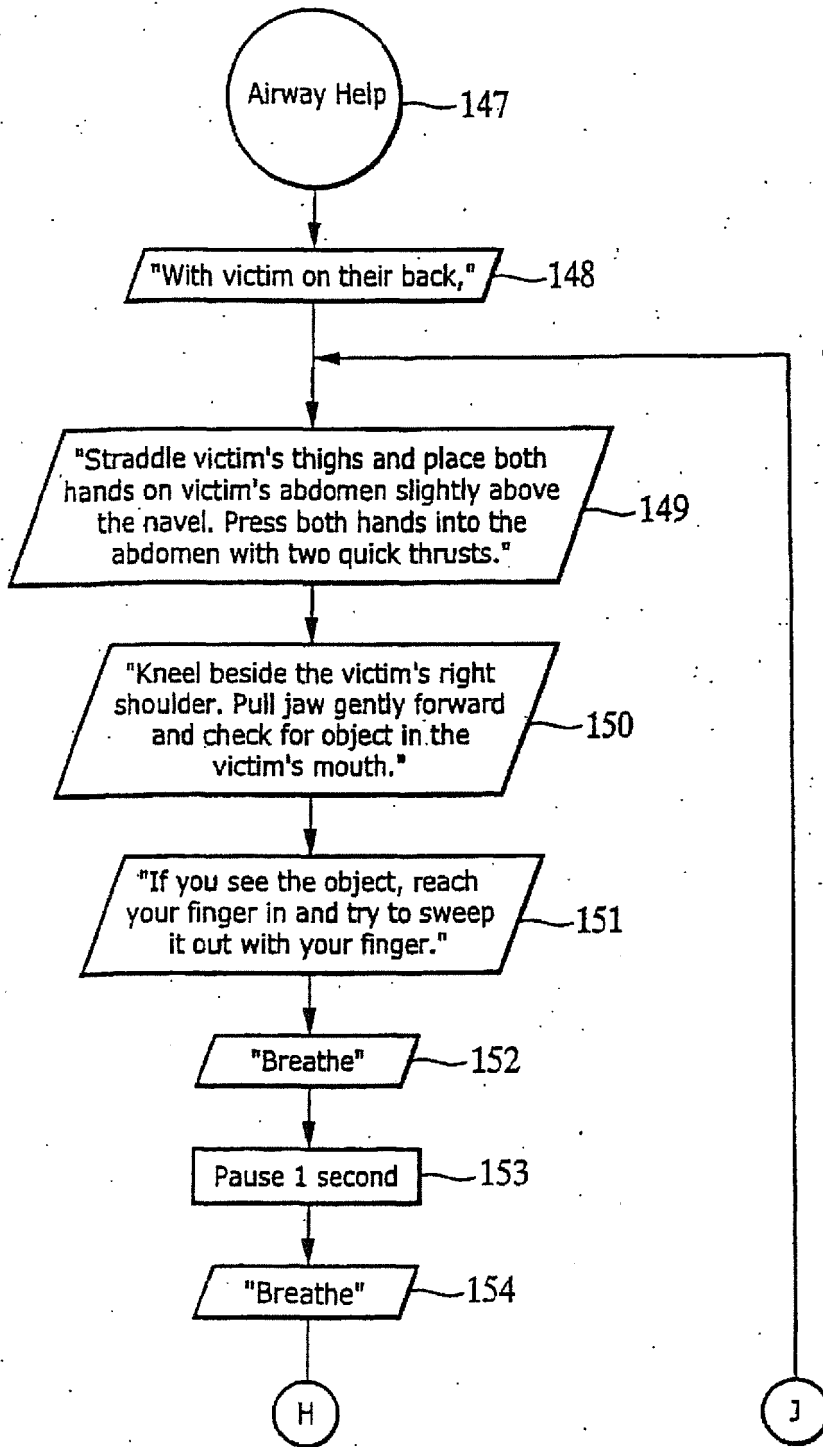 Airway Help
147
"With victim on their back,"
148
"Straddle victim's thighs and place both
hands on victim's abdomen slightly above
the navel. Press both hands into the
abdomen with two quick thrusts."
149
"Kneel beside the victim's right
shoulder. Pull jaw gently forward
and check for object in the
victim's mouth."
150
"If you see the object, reach
your finger in and try to sweep
it out with your finger."
151
"Breathe"
152
Pause 1 second
153
"Breathe"
154
H
J